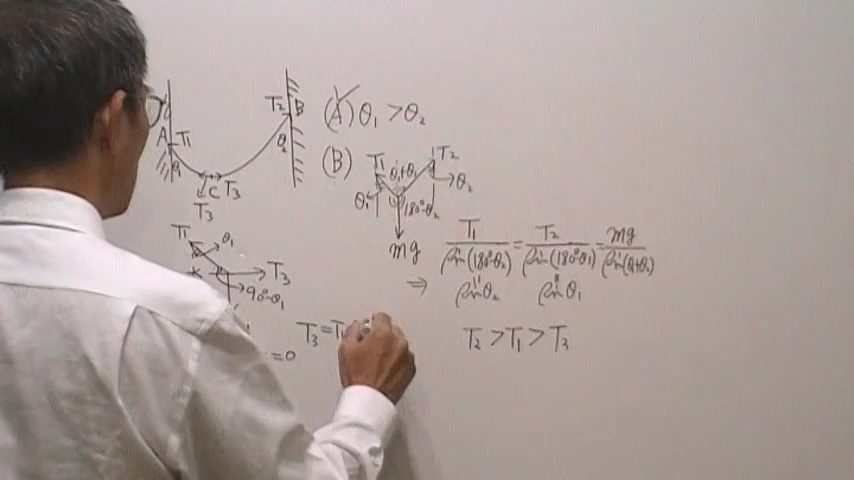 T₂ B
(A) θ₁ > θ₂
A T₁
θ₂
θ₁
C T₃
T₃
(B)
T₁ θ₁+θ₂ T₂
θ₂
θ₁
180°-θ₂
mg
T₁ θ₁
T₃
90°-θ₁
T₁/sin(180°-θ₂) = T₂/sin(180°-θ₁) = mg/sin(θ₁+θ₂)
⇒ sinθ₂ sinθ₁
=0
T₃=T₁
T₂ > T₁ > T₃